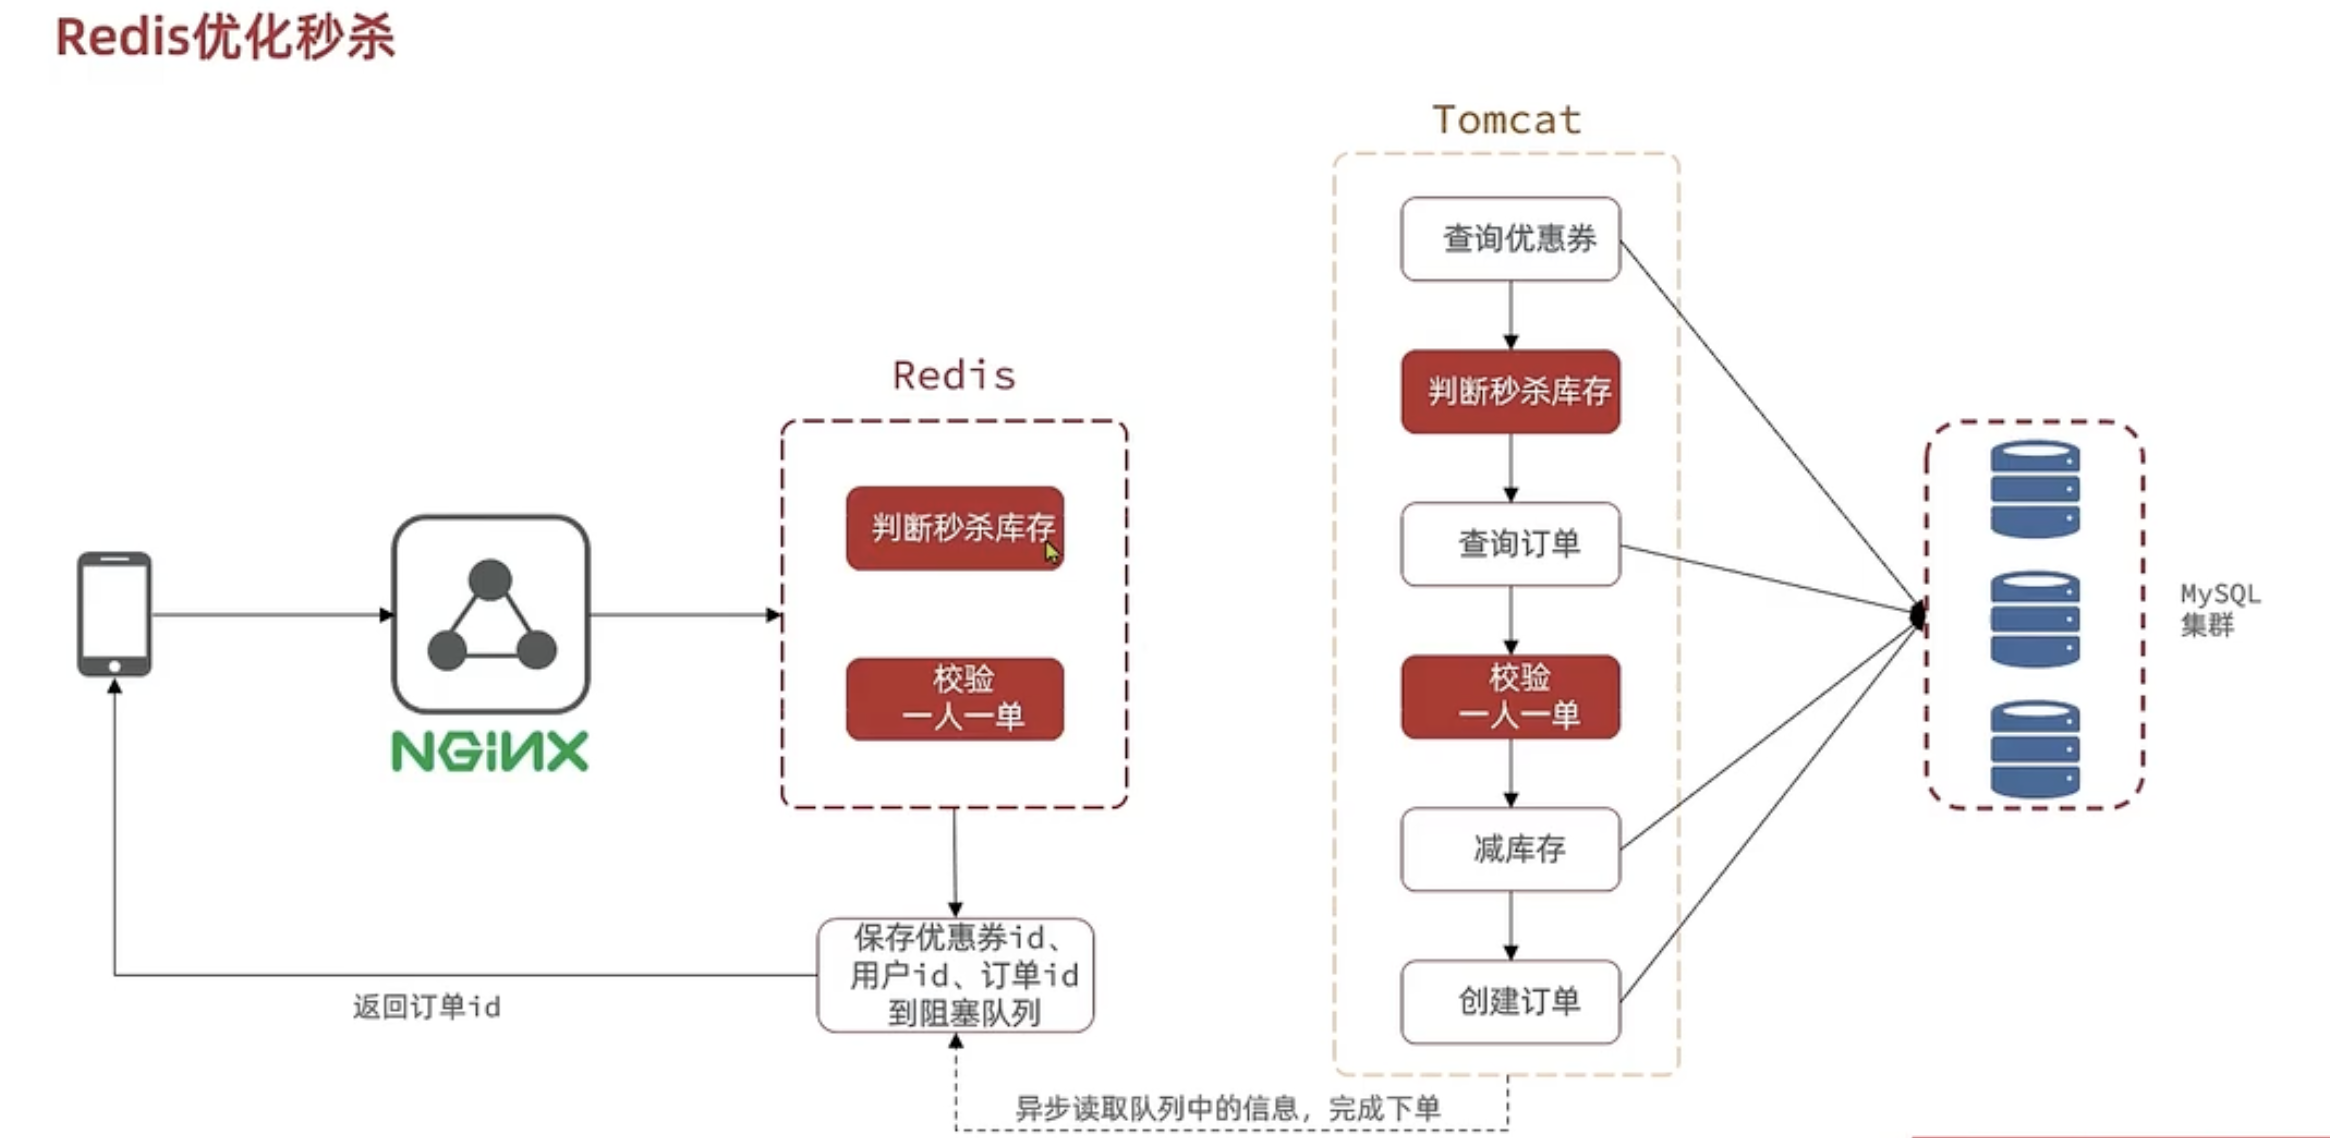 Redis优化秒杀
Tomcat
查询优惠券
判断秒杀库存
查询订单
校验
一人一单
减库存
创建订单
Redis
判断秒杀库存
校验
一人一单
NGiNX
MySQL
集群
保存优惠券id、
用户id、订单id
到阻塞队列
返回订单id
异步读取队列中的信息，完成下单